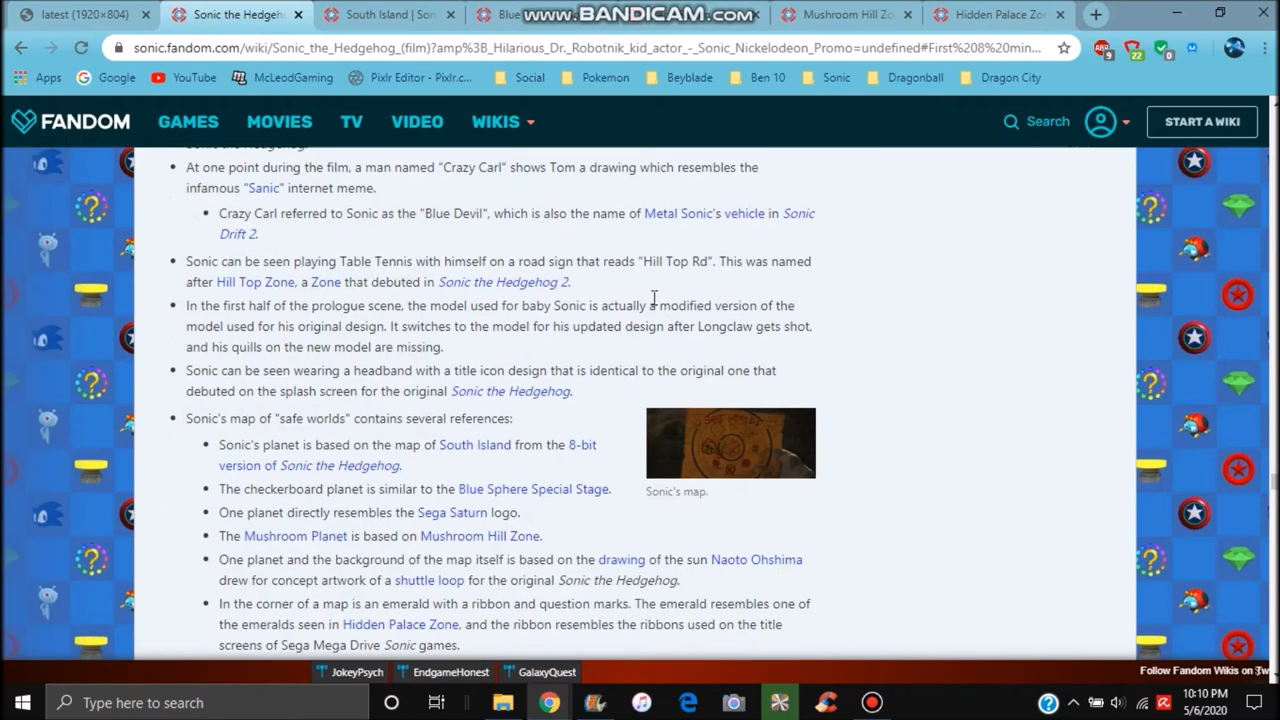 latest (1920×804)
Sonic the Hedgeh
South Island | Son
Blue
www.BANDICAM.com
Mushroom Hill Zo
Hidden Palace Zo
sonic.fandom.com/wiki/Sonic_the_Hedgehog_(film)?amp%3B_Hilarious_Dr._Robotnik_kid_actor_-_Sonic_Nickelodeon_Promo=undefined#First%208%20min...
9
22
0
Apps Google YouTube McLeodGaming Pixlr Editor - Pixlr.c... Social Pokemon Beyblade Ben 10 Sonic Dragonball Dragon City
FANDOM GAMES MOVIES TV VIDEO WIKIS Search START A WIKI
Sonic the Hedgehog.
• At one point during the film, a man named "Crazy Carl" shows Tom a drawing which resembles the
infamous "Sanic" internet meme.
• Crazy Carl referred to Sonic as the "Blue Devil", which is also the name of Metal Sonic's vehicle in Sonic
Drift 2.
• Sonic can be seen playing Table Tennis with himself on a road sign that reads "Hill Top Rd". This was named
after Hill Top Zone, a Zone that debuted in Sonic the Hedgehog 2.
• In the first half of the prologue scene, the model used for baby Sonic is actually a modified version of the
model used for his original design. It switches to the model for his updated design after Longclaw gets shot,
and his quills on the new model are missing.
• Sonic can be seen wearing a headband with a title icon design that is identical to the original one that
debuted on the splash screen for the original Sonic the Hedgehog.
• Sonic's map of "safe worlds" contains several references:
• Sonic's planet is based on the map of South Island from the 8-bit
version of Sonic the Hedgehog.
• The checkerboard planet is similar to the Blue Sphere Special Stage.
Sonic's map.
• One planet directly resembles the Sega Saturn logo.
• The Mushroom Planet is based on Mushroom Hill Zone.
• One planet and the background of the map itself is based on the drawing of the sun Naoto Ohshima
drew for concept artwork of a shuttle loop for the original Sonic the Hedgehog.
• In the corner of a map is an emerald with a ribbon and question marks. The emerald resembles one of
the emeralds seen in Hidden Palace Zone, and the ribbon resembles the ribbons used on the title
screens of Sega Mega Drive Sonic games.
JokeyPsych EndgameHonest GalaxyQuest
Follow Fandom Wikis on Tw
Type here to search
10:10 PM
5/6/2020